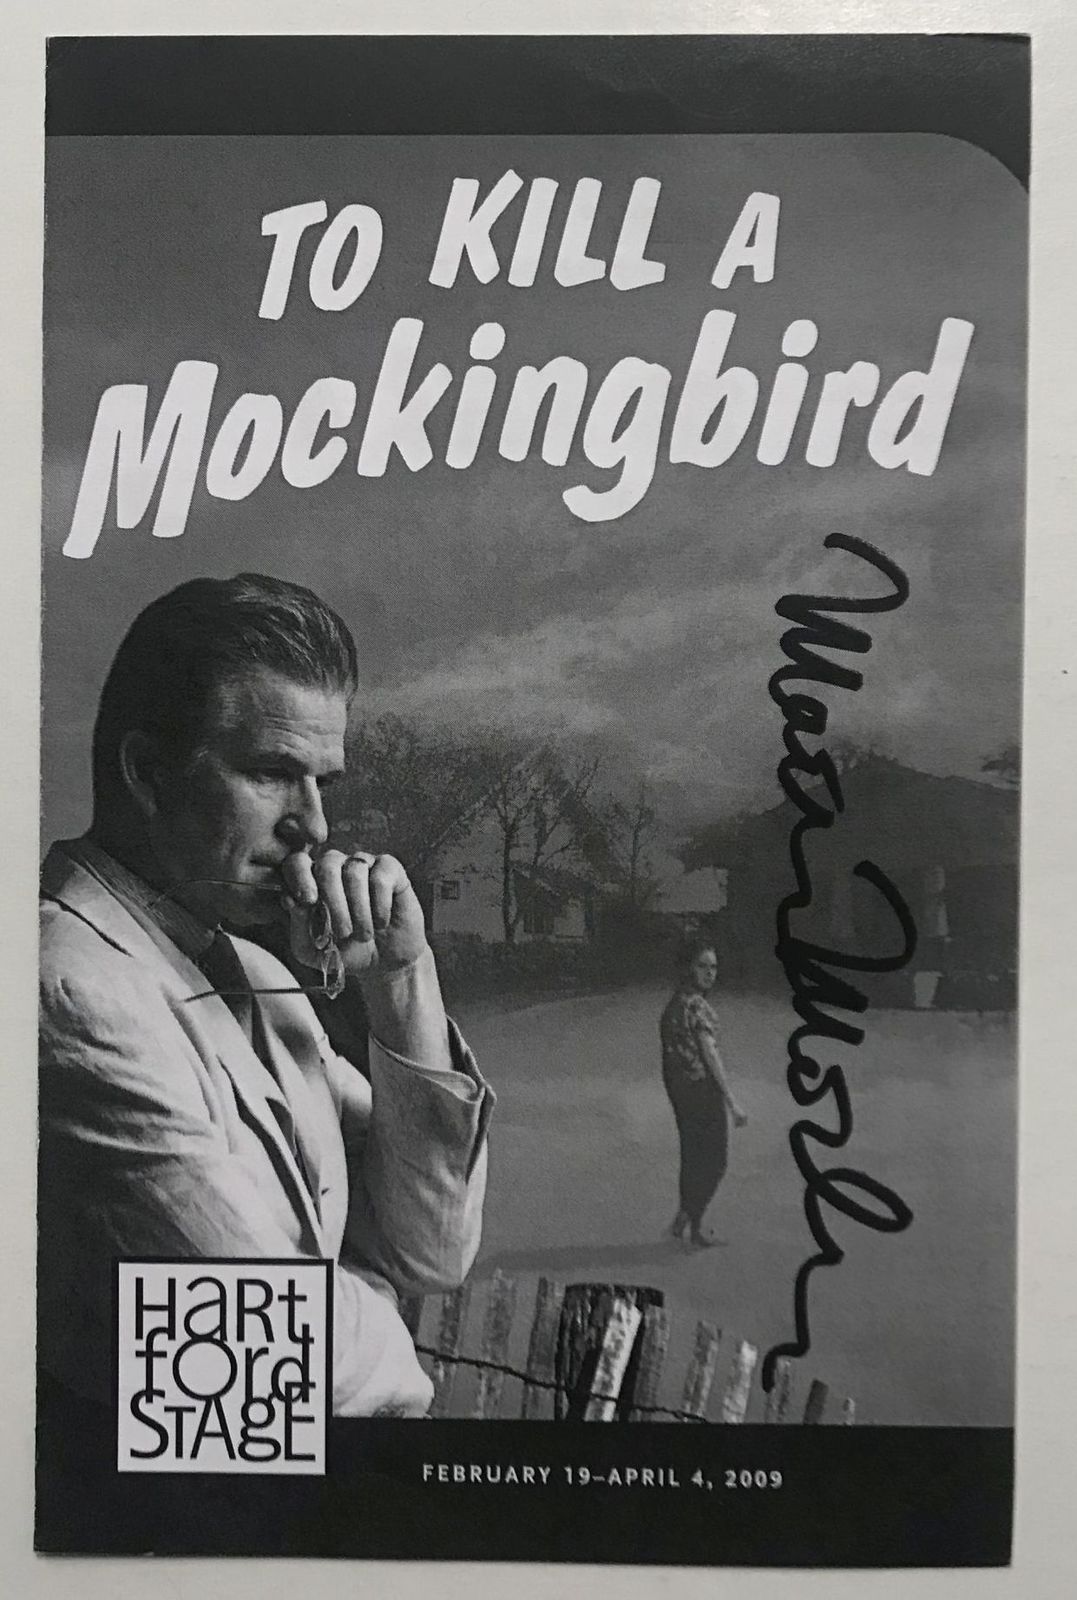 TO KILL A
Mockingbird
HaRt
ford
STAgE
FEBRUARY 19–APRIL 4, 2009